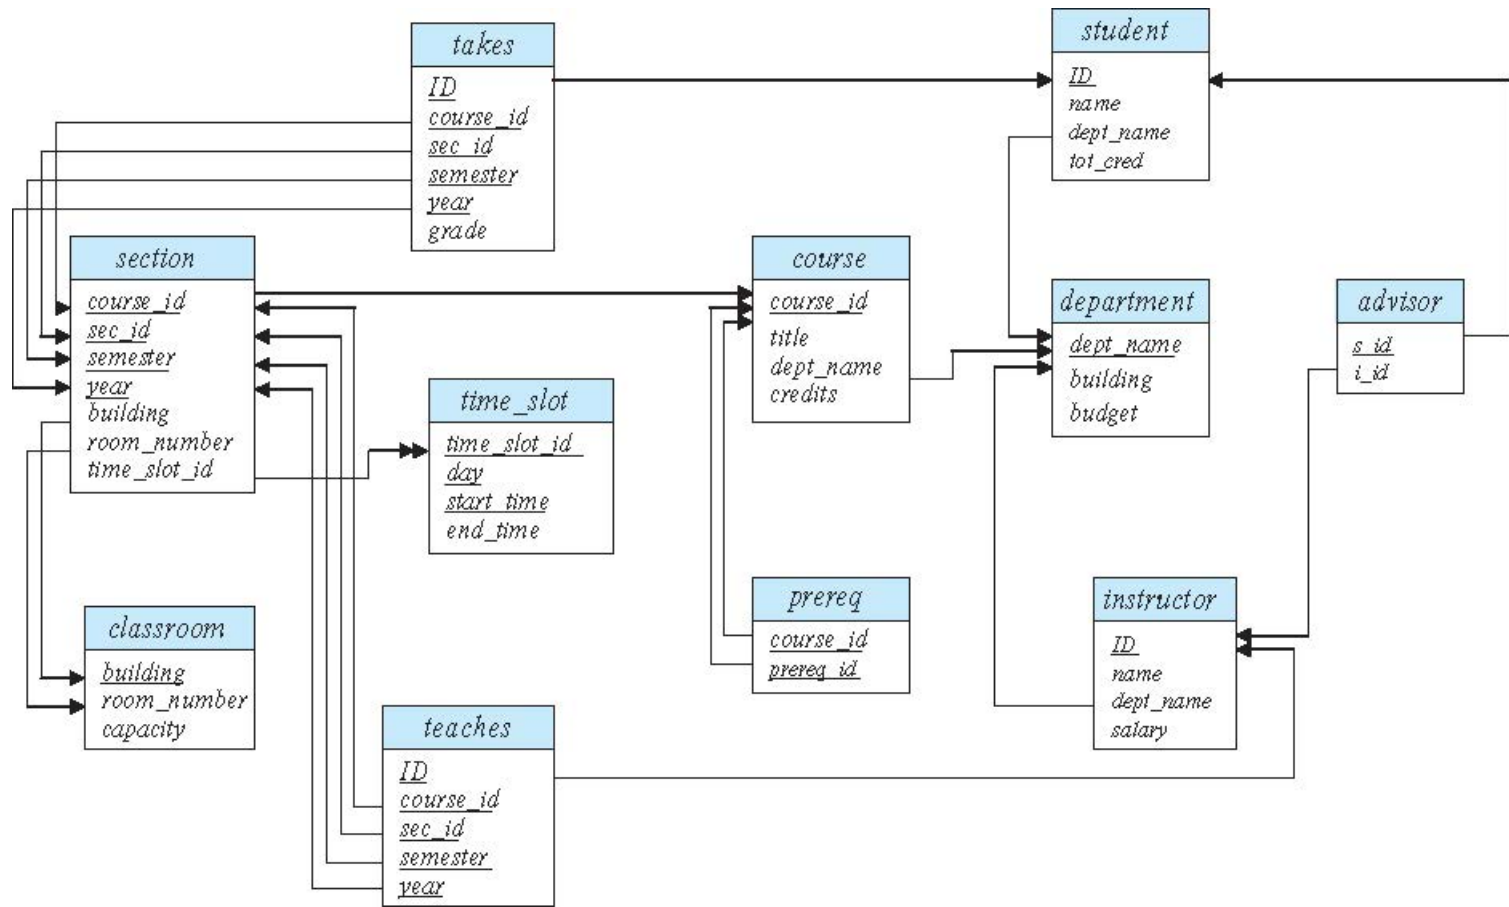 takes
ID
course_id
sec_id
semester
year
grade
student
ID
name
dept_name
tot_cred
section
course_id
sec_id
semester
year
building
room_number
time_slot_id
course
course_id
title
dept_name
credits
department
dept_name
building
budget
advisor
s_id
i_id
time_slot
time_slot_id
day
start_time
end_time
prereq
course_id
prereq_id
instructor
ID
name
dept_name
salary
classroom
building
room_number
capacity
teaches
ID
course_id
sec_id
semester
year